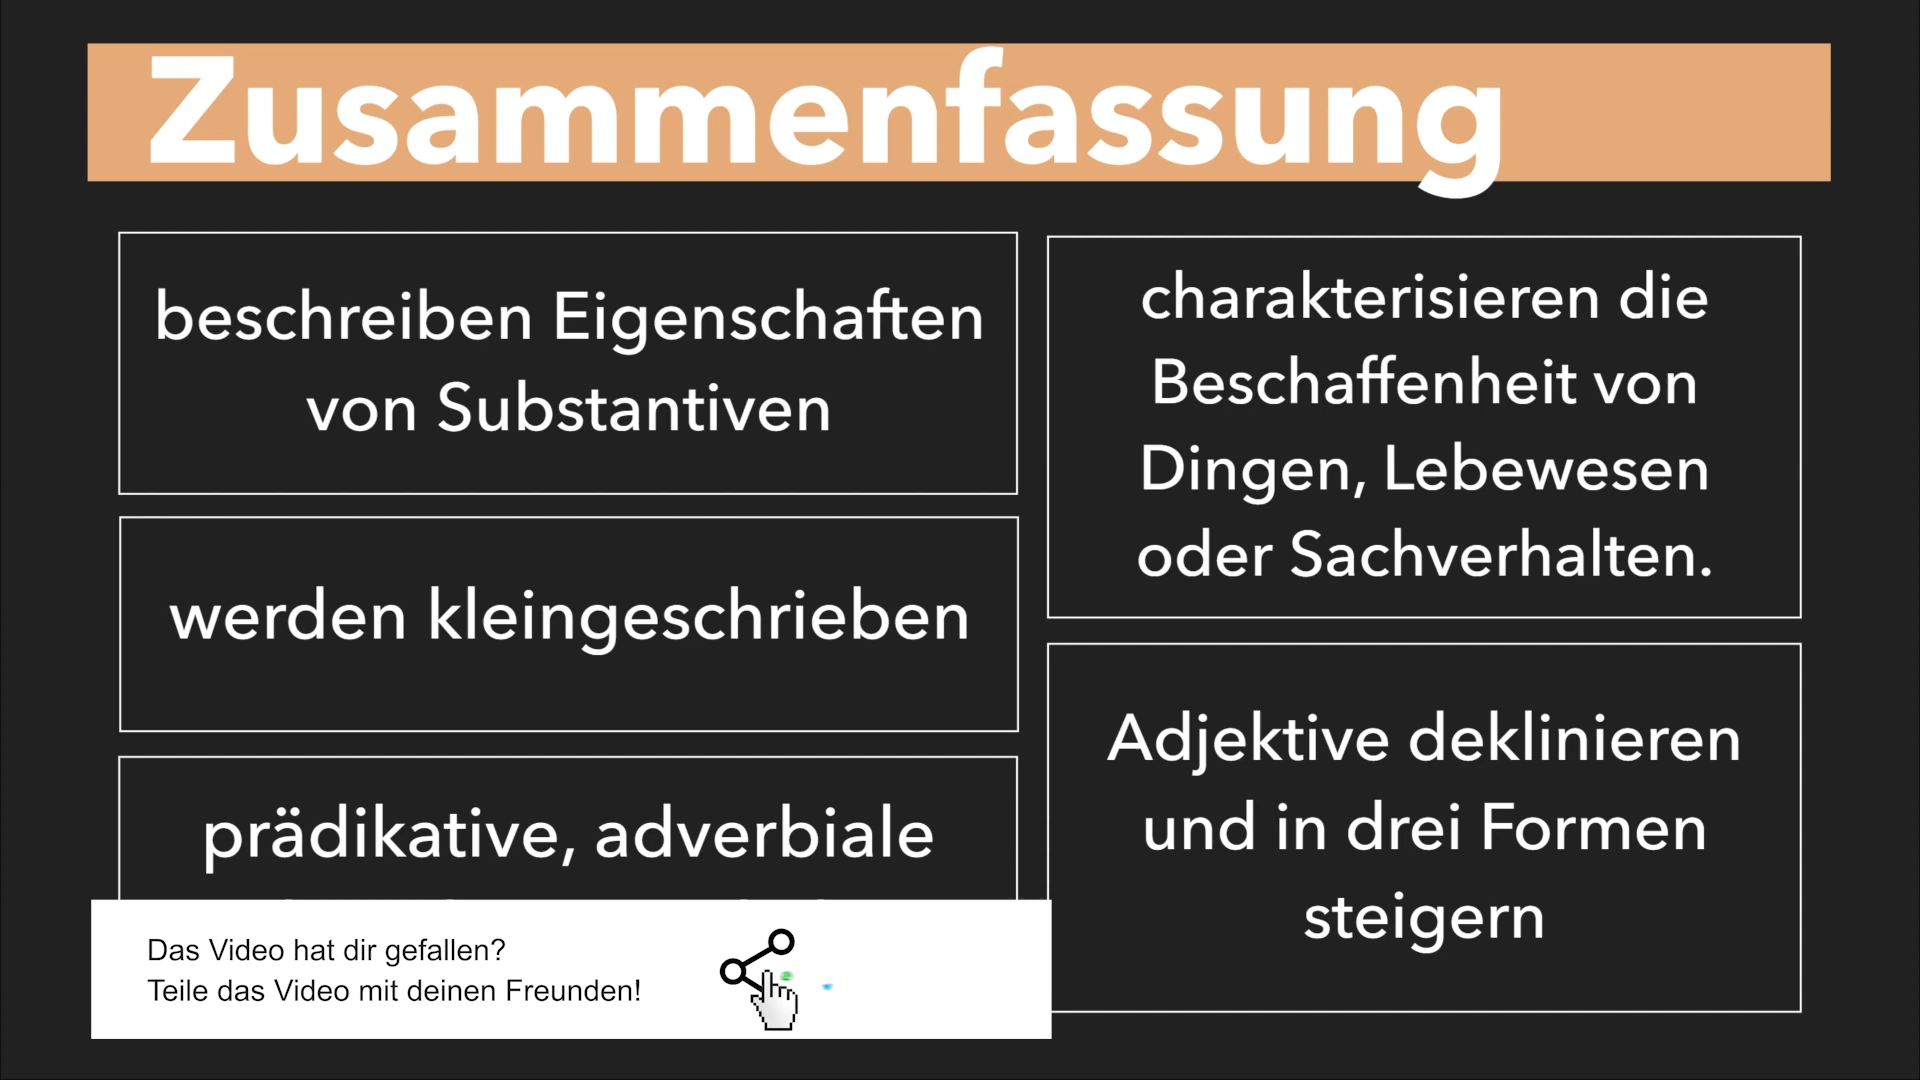 Zusammenfassung
beschreiben Eigenschaften
von Substantiven
werden kleingeschrieben
prädikative, adverbiale
charakterisieren die
Beschaffenheit von
Dingen, Lebewesen
oder Sachverhalten.
Adjektive deklinieren
und in drei Formen
steigern
Das Video hat dir gefallen?
Teile das Video mit deinen Freunden!